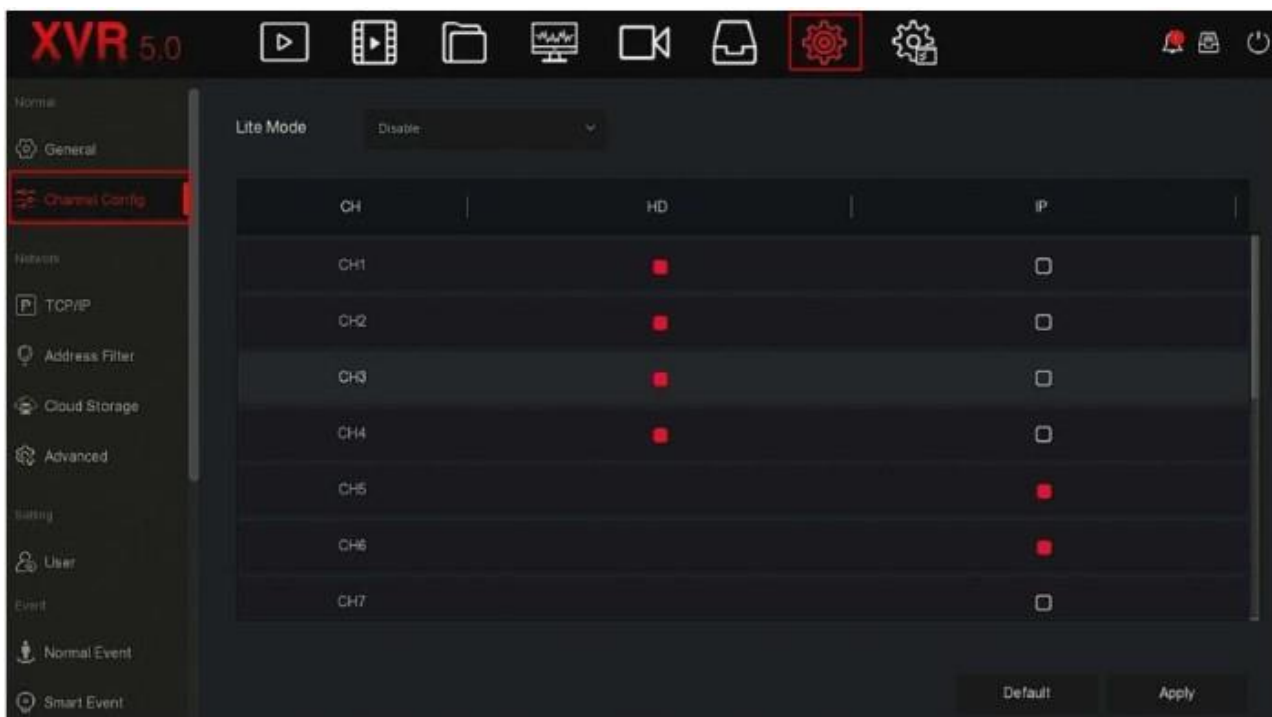 XVR 5.0
Normal
General
Channel Config
Network
TCP/IP
Address Filter
Cloud Storage
Advanced
Setting
User
Event
Normal Event
Smart Event
Lite Mode Disable
CH HD IP
CH1
CH2
CH3
CH4
CH5
CH6
CH7
Default Apply